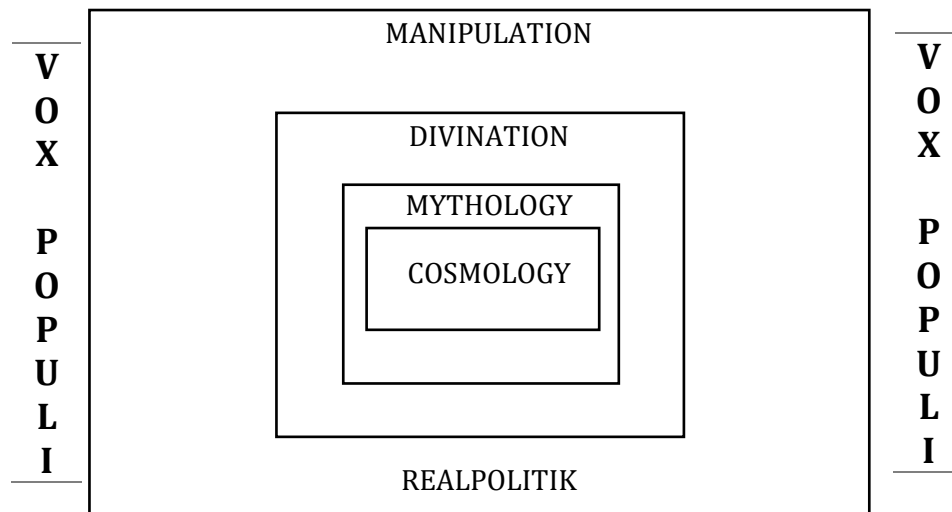 MANIPULATION
VOX POPULI
VOX POPULI
DIVINATION
MYTHOLOGY
COSMOLOGY
REALPOLITIK